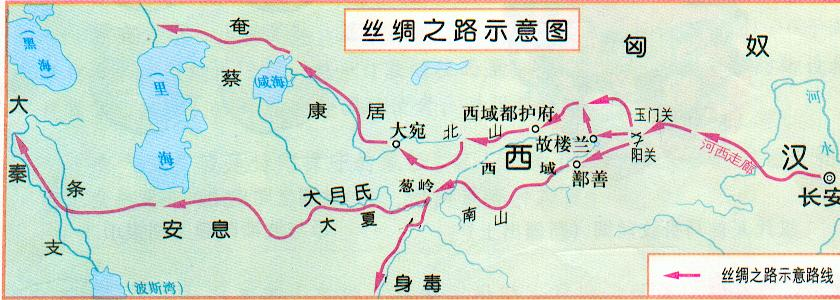 丝绸之路示意图
匈奴
(黑海)
(里海)
(咸海)
奄蔡
康居
大宛
北山
西域都护府
玉门关
阳关
故楼兰
鄯善
西域
西域
河西走廊
河水
汉
长安
大秦
条支
安息
大月氏
大夏
葱岭
南山
身毒
(波斯湾)
丝绸之路示意路线